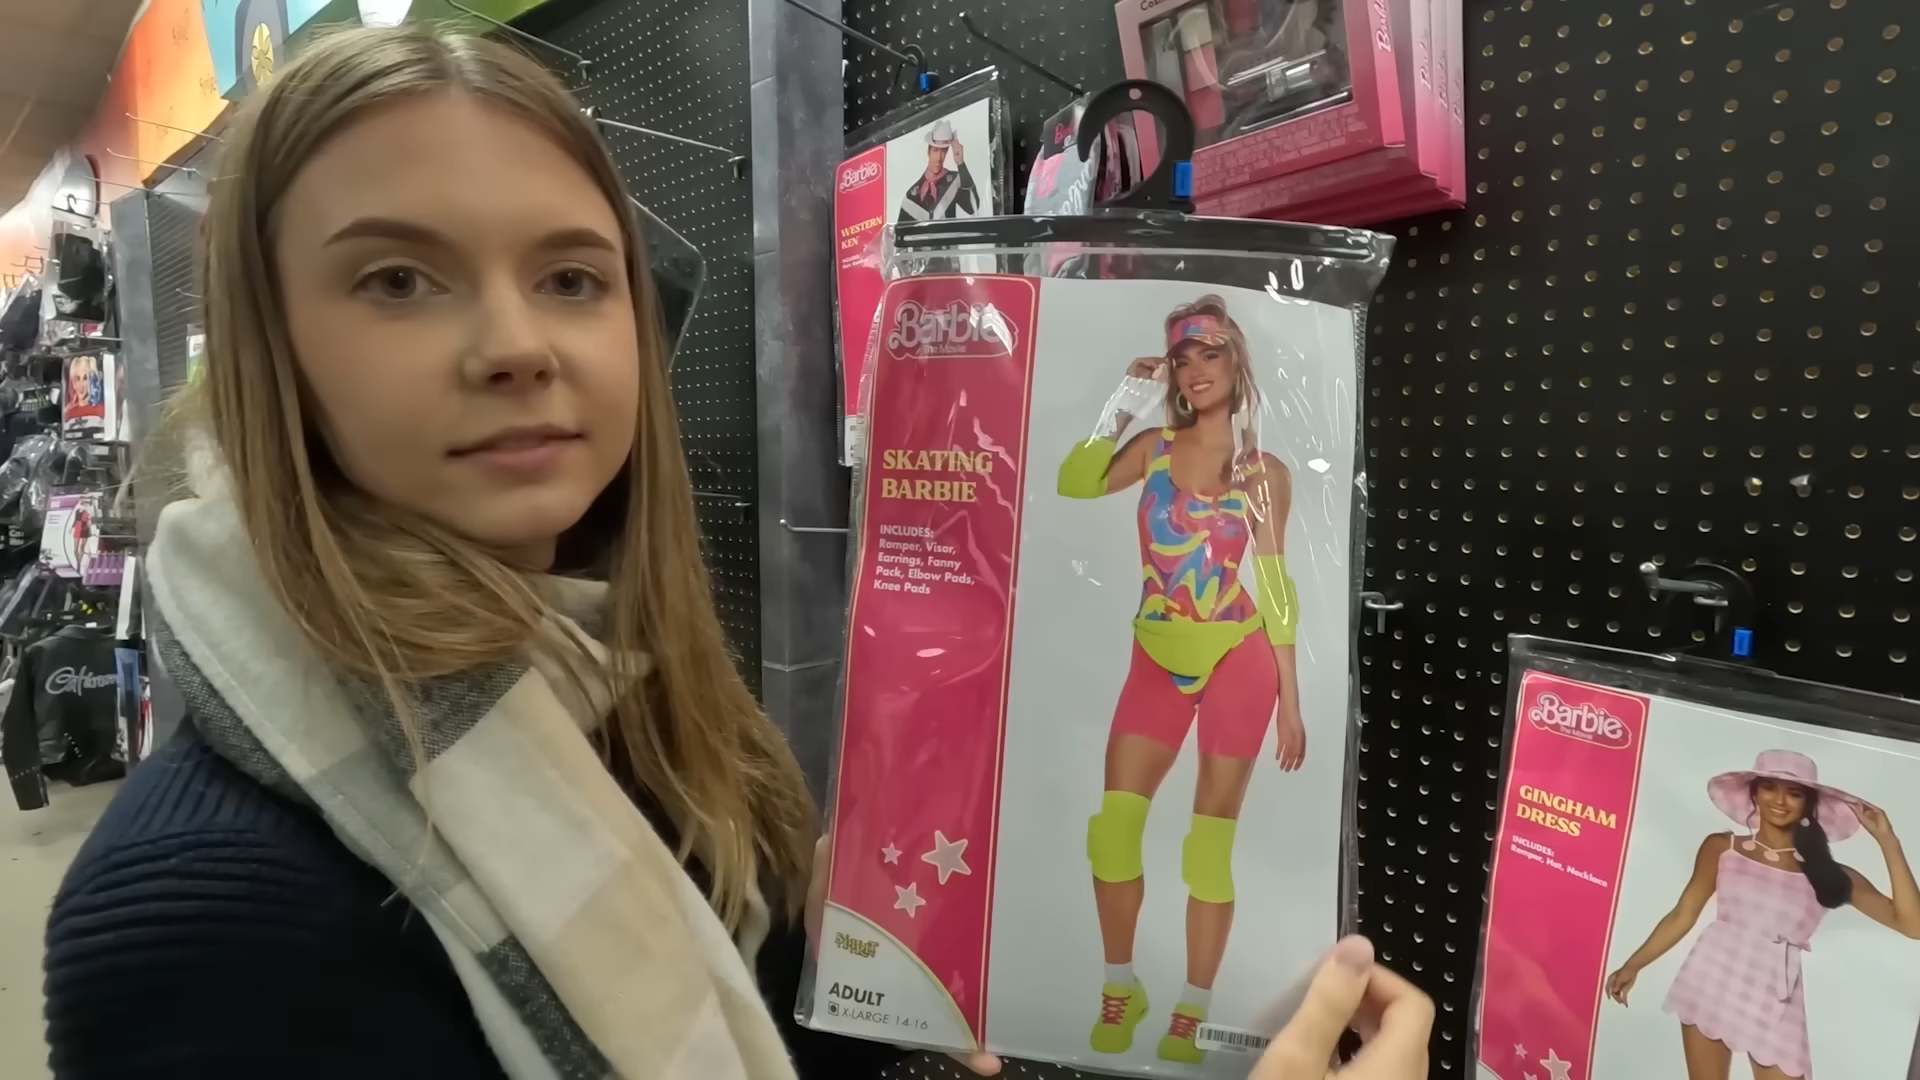 Barbie
WESTERN
KEN
Barbie
The Movie
SKATING
BARBIE
INCLUDES:
Romper, Visor,
Earrings, Fanny
Pack, Elbow Pads,
Knee Pads
ADULT
X-LARGE 14-16
Barbie
The Movie
GINGHAM
DRESS
INCLUDES:
Romper, Hat, Necklace
Barbie